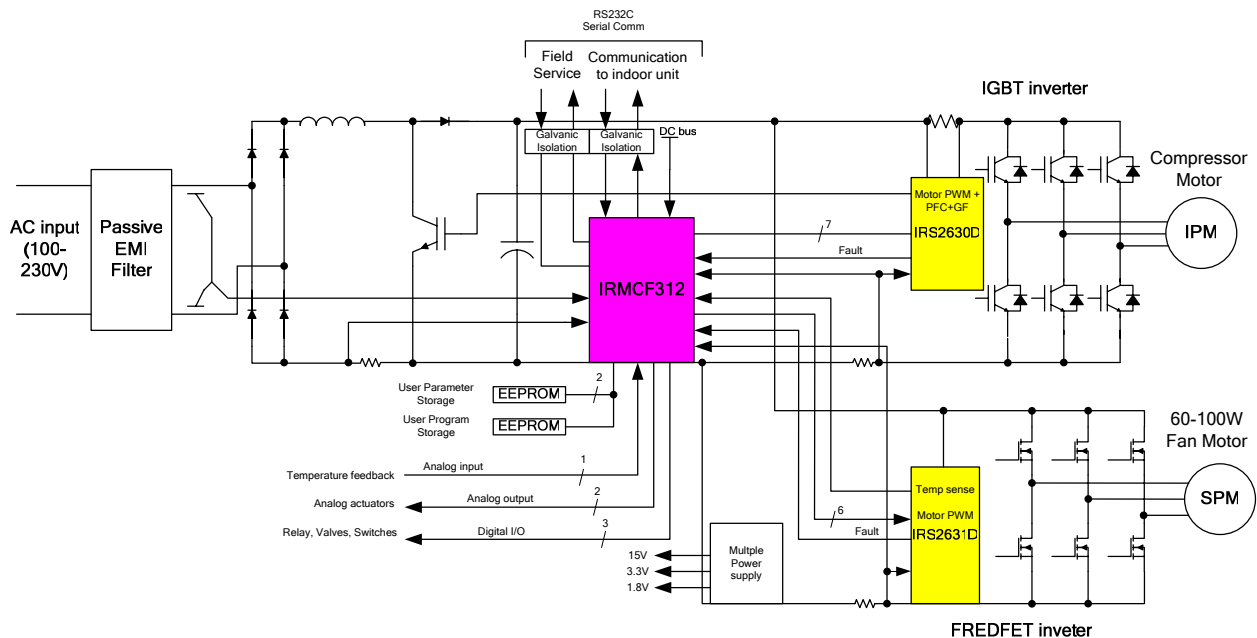 RS232C
Serial Comm
Field
Service
Communication
to indoor unit
IGBT inverter
Galvanic
Isolation
Galvanic
Isolation
DC bus
Compressor
Motor
AC input
(100-
230V)
Passive
EMI
Filter
Motor PWM +
PFC+GF
IRS2630D
7
Fault
IPM
IRMCF312
User Parameter
Storage
EEPROM
2
User Program
Storage
EEPROM
60-100W
Fan Motor
Temperature feedback
Analog input
1
Analog actuators
Analog output
2
Relay, Valves, Switches
Digital I/O
3
Temp sense
Motor PWM
IRS2631D
6
Fault
SPM
15V
3.3V
1.8V
Multple
Power
supply
FREDFET inveter